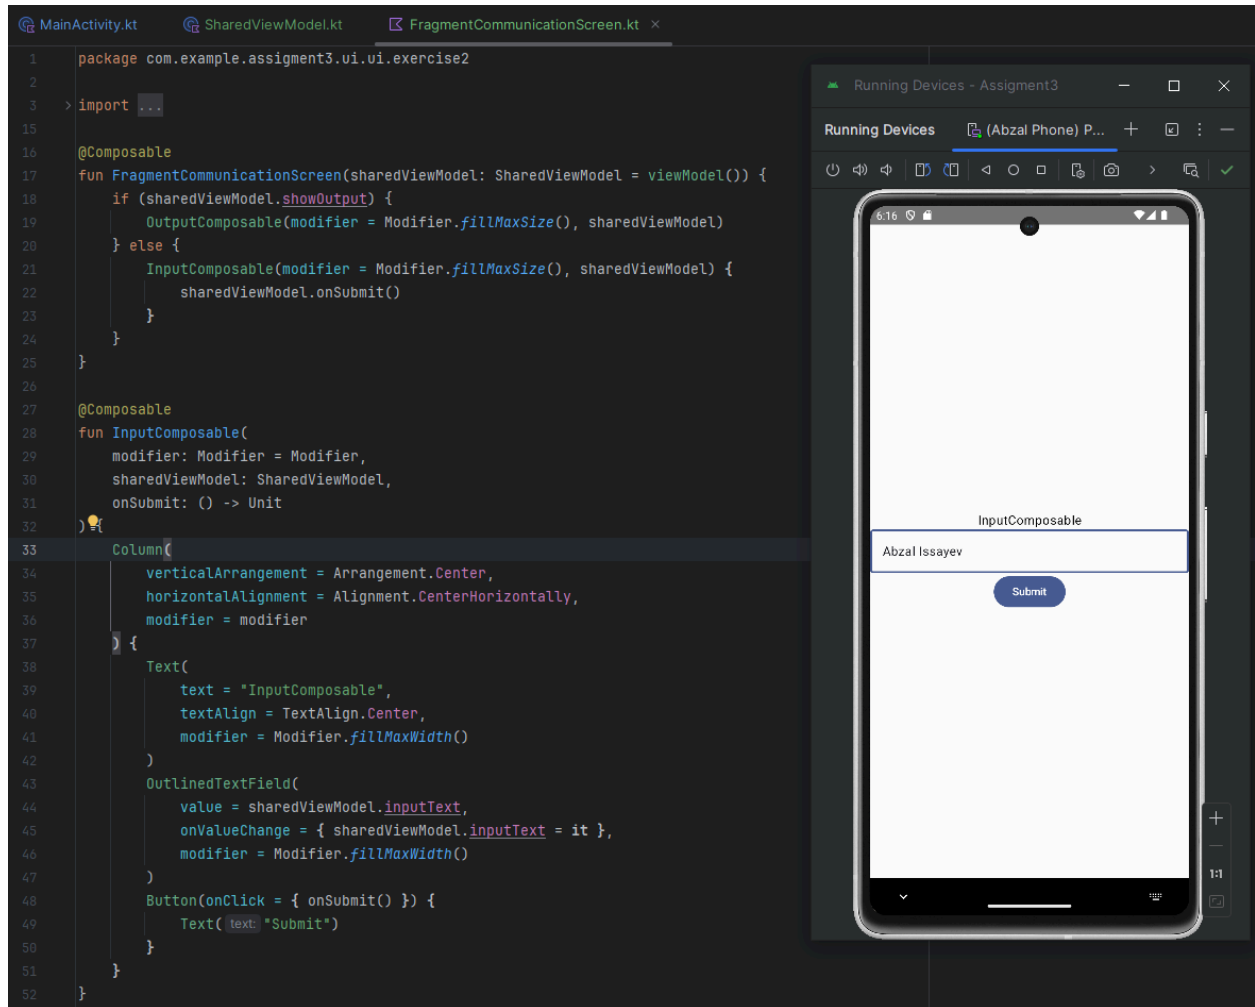 MainActivity.kt
SharedViewModel.kt
FragmentCommunicationScreen.kt
1 package com.example.assigment3.ui.ui.exercise2
2
3 import ...
15
16 @Composable
17 fun FragmentCommunicationScreen(sharedViewModel: SharedViewModel = viewModel()) {
18 if (sharedViewModel.showOutput) {
19 OutputComposable(modifier = Modifier.fillMaxSize(), sharedViewModel)
20 } else {
21 InputComposable(modifier = Modifier.fillMaxSize(), sharedViewModel) {
22 sharedViewModel.onSubmit()
23 }
24 }
25 }
26
27 @Composable
28 fun InputComposable(
29 modifier: Modifier = Modifier,
30 sharedViewModel: SharedViewModel,
31 onSubmit: () -> Unit
32 ) {
33 Column(
34 verticalArrangement = Arrangement.Center,
35 horizontalAlignment = Alignment.CenterHorizontally,
36 modifier = modifier
37 ) {
38 Text(
39 text = "InputComposable",
40 textAlign = TextAlign.Center,
41 modifier = Modifier.fillMaxWidth()
42 )
43 OutlinedTextField(
44 value = sharedViewModel.inputText,
45 onValueChange = { sharedViewModel.inputText = it },
46 modifier = Modifier.fillMaxWidth()
47 )
48 Button(onClick = { onSubmit() }) {
49 Text( text: "Submit")
50 }
51 }
52 }
Running Devices - Assigment3
Running Devices
(Abzal Phone) P...
6:16
InputComposable
Abzal Issayev
Submit
1:1